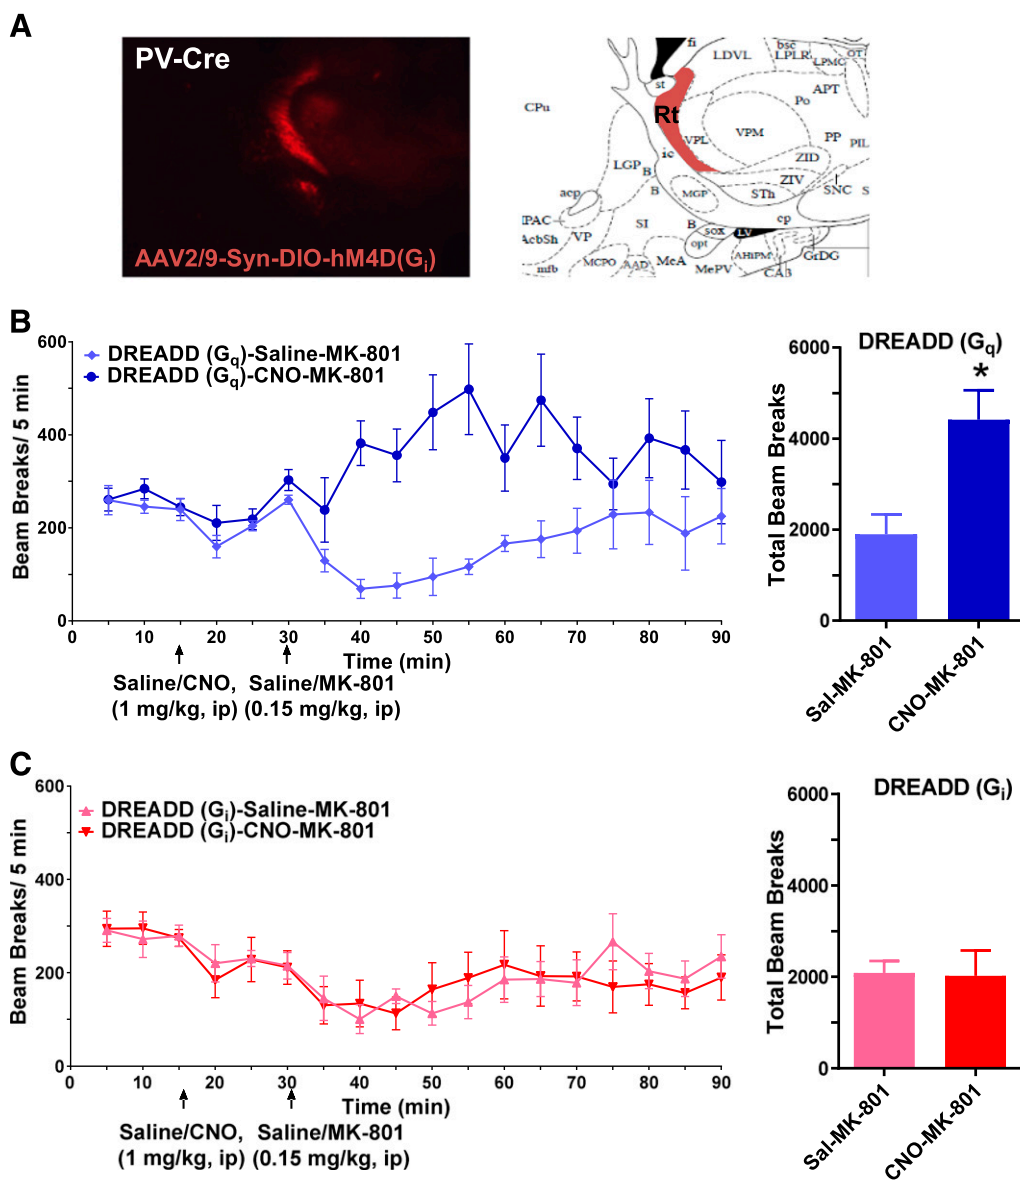 A
PV-Cre
AAV2/9-Syn-DIO-hM4D(Gi)
fi
LDVL
bsc
LPLR
LPMC
OT
st
APT
CPu
Po
Rt
VPM
VPL
PP
PIL
ic
LGP
B
ZID
B
ZIV
SNC
S
acp
MGP
STh
IPAC
SI
B
cp
AcbSh
VP
sox
LV
opt
GrDG
MCPO
AAD
McA
AHiPM
mfb
MePV
CA3
B
600
400
200
0
Beam Breaks/ 5 min
DREADD (Gq)-Saline-MK-801
DREADD (Gq)-CNO-MK-801
0 10 20 30 40 50 60 70 80 90
Time (min)
Saline/CNO, Saline/MK-801
(1 mg/kg, ip) (0.15 mg/kg, ip)
DREADD (Gq)
*
6000
4000
2000
0
Total Beam Breaks
Sal-MK-801
CNO-MK-801
C
600
400
200
0
Beam Breaks/ 5 min
DREADD (Gi)-Saline-MK-801
DREADD (Gi)-CNO-MK-801
0 10 20 30 40 50 60 70 80 90
Time (min)
Saline/CNO, Saline/MK-801
(1 mg/kg, ip) (0.15 mg/kg, ip)
DREADD (Gi)
6000
4000
2000
0
Total Beam Breaks
Sal-MK-801
CNO-MK-801